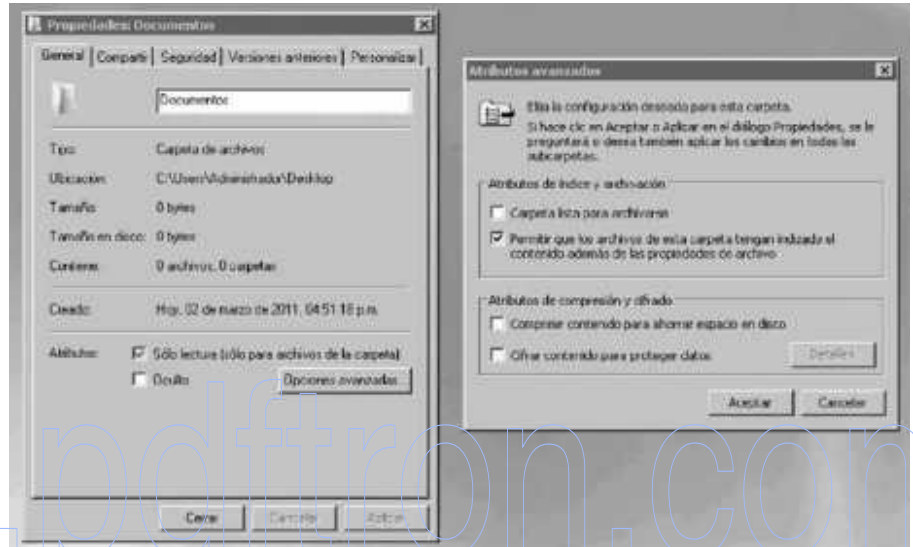 Propiedades: Documentos
General Compartir Seguridad Versiones anteriores Personalizar
Documentos
Tipo: Carpeta de archivos
Ubicación: C:\Users\Administrador\Desktop
Tamaño: 0 bytes
Tamaño en disco: 0 bytes
Contiene: 0 archivos, 0 carpetas
Creado: Hoy, 02 de marzo de 2011, 04:51:18 p.m.
Atributos: Sólo lectura (sólo para archivos de la carpeta)
Oculto Opciones avanzadas...
Cerrar Cancelar Aplicar
Atributos avanzados
Elija la configuración deseada para esta carpeta.
Si hace clic en Aceptar o Aplicar en el diálogo Propiedades, se le
preguntará si desea también aplicar los cambios en todas las
subcarpetas.
Atributos de índice y archivación
Carpeta lista para archivarse
Permitir que los archivos de esta carpeta tengan indizado el
contenido además de las propiedades de archivo
Atributos de compresión y cifrado
Comprimir contenido para ahorrar espacio en disco
Cifrar contenido para proteger datos Detalles
Aceptar Cancelar
.pdftron.com